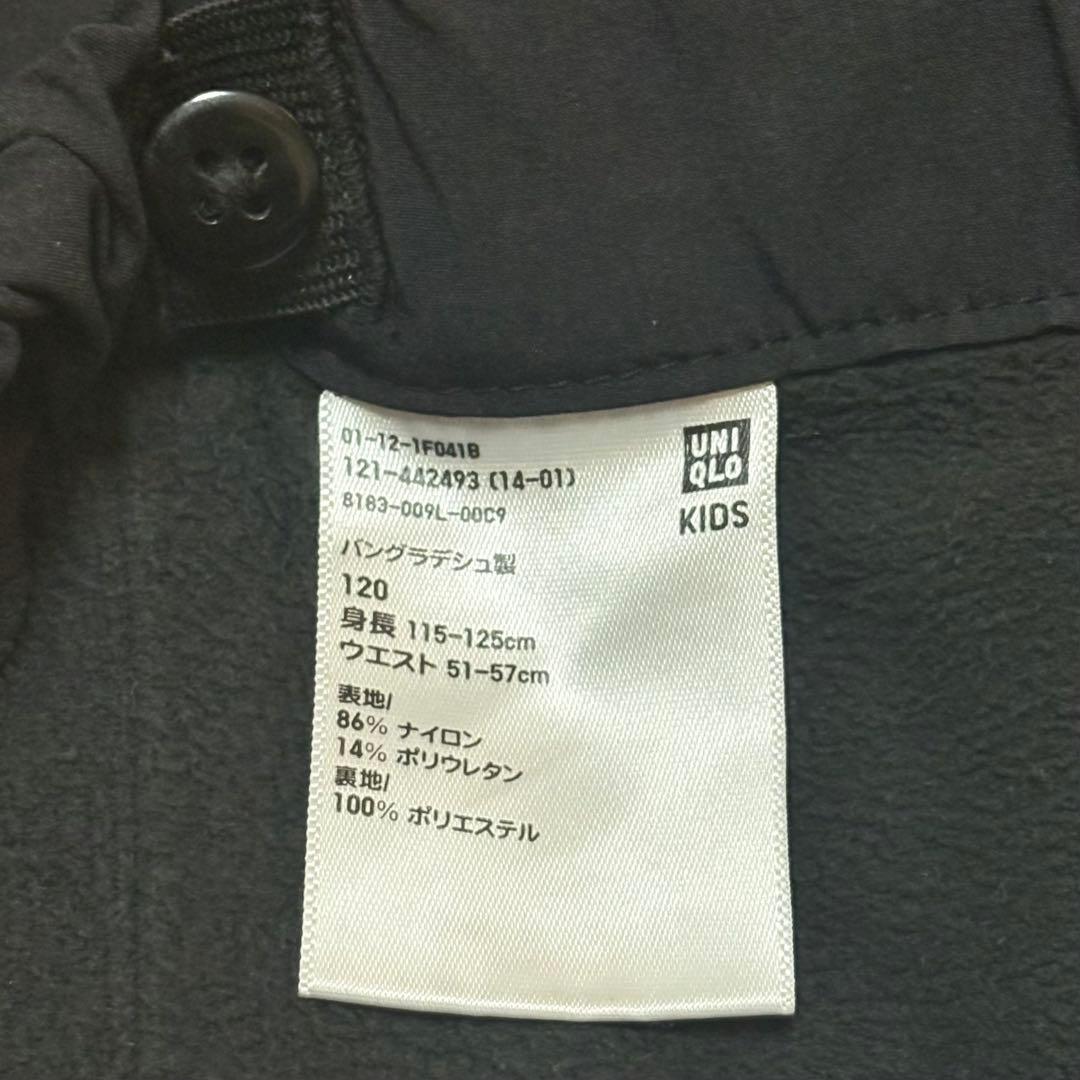 01-12-1F041B
121-442493 (14-01)
8183-009L-00C9
UNI
QLO
KIDS
バングラデシュ製
120
身長 115-125cm
ウエスト 51-57cm
表地/
86% ナイロン
14% ポリウレタン
裏地/
100% ポリエステル